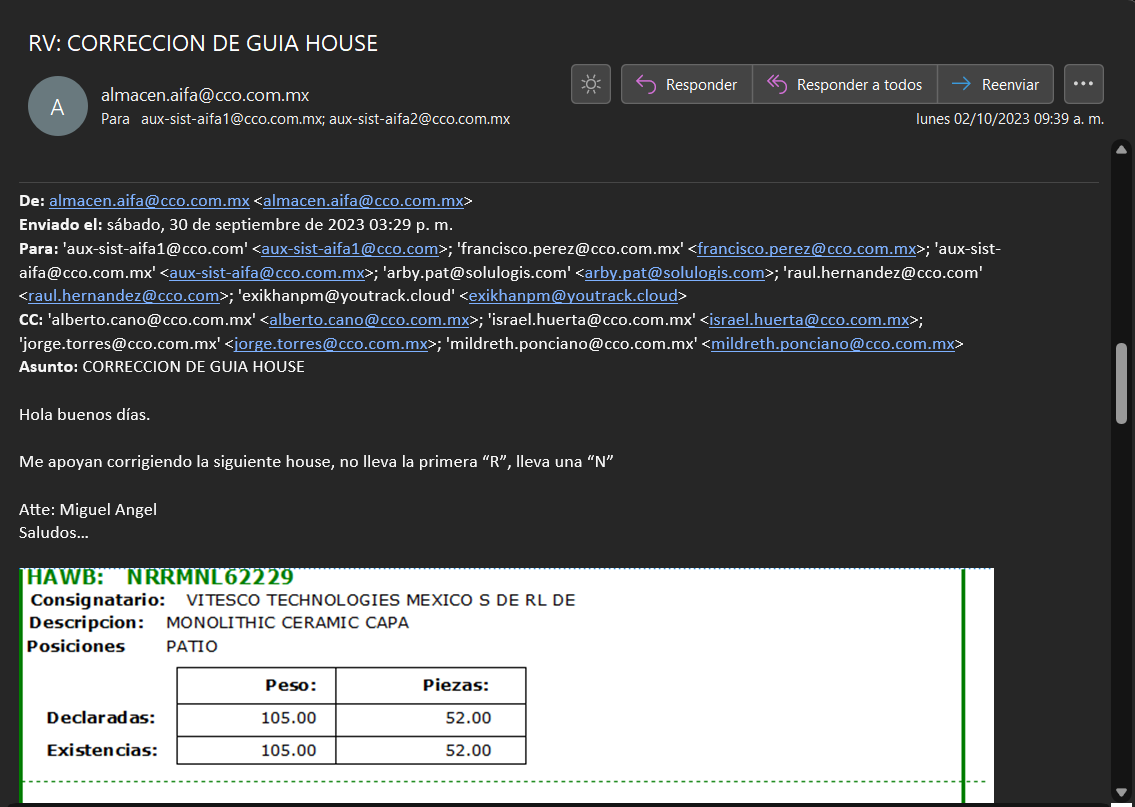 RV: CORRECCION DE GUIA HOUSE
A
almacen.aifa@cco.com.mx
Para aux-sist-aifa1@cco.com.mx; aux-sist-aifa2@cco.com.mx
Responder
Responder a todos
Reenviar
lunes 02/10/2023 09:39 a. m.
De: almacen.aifa@cco.com.mx <almacen.aifa@cco.com.mx>
Enviado el: sábado, 30 de septiembre de 2023 03:29 p. m.
Para: 'aux-sist-aifa1@cco.com' <aux-sist-aifa1@cco.com>; 'francisco.perez@cco.com.mx' <francisco.perez@cco.com.mx>; 'aux-sist-
aifa@cco.com.mx' <aux-sist-aifa@cco.com.mx>; 'arby.pat@solulogis.com' <arby.pat@solulogis.com>; 'raul.hernandez@cco.com'
<raul.hernandez@cco.com>; 'exikhanpm@youtrack.cloud' <exikhanpm@youtrack.cloud>
CC: 'alberto.cano@cco.com.mx' <alberto.cano@cco.com.mx>; 'israel.huerta@cco.com.mx' <israel.huerta@cco.com.mx>;
'jorge.torres@cco.com.mx' <jorge.torres@cco.com.mx>; 'mildreth.ponciano@cco.com.mx' <mildreth.ponciano@cco.com.mx>
Asunto: CORRECCION DE GUIA HOUSE
Hola buenos días.
Me apoyan corrigiendo la siguiente house, no lleva la primera “R”, lleva una “N”
Atte: Miguel Angel
Saludos…
HAWB: NRRMNL62229
Consignatario: VITESCO TECHNOLOGIES MEXICO S DE RL DE
Descripcion: MONOLITHIC CERAMIC CAPA
Posiciones PATIO
Peso: Piezas:
Declaradas: 105.00 52.00
Existencias: 105.00 52.00